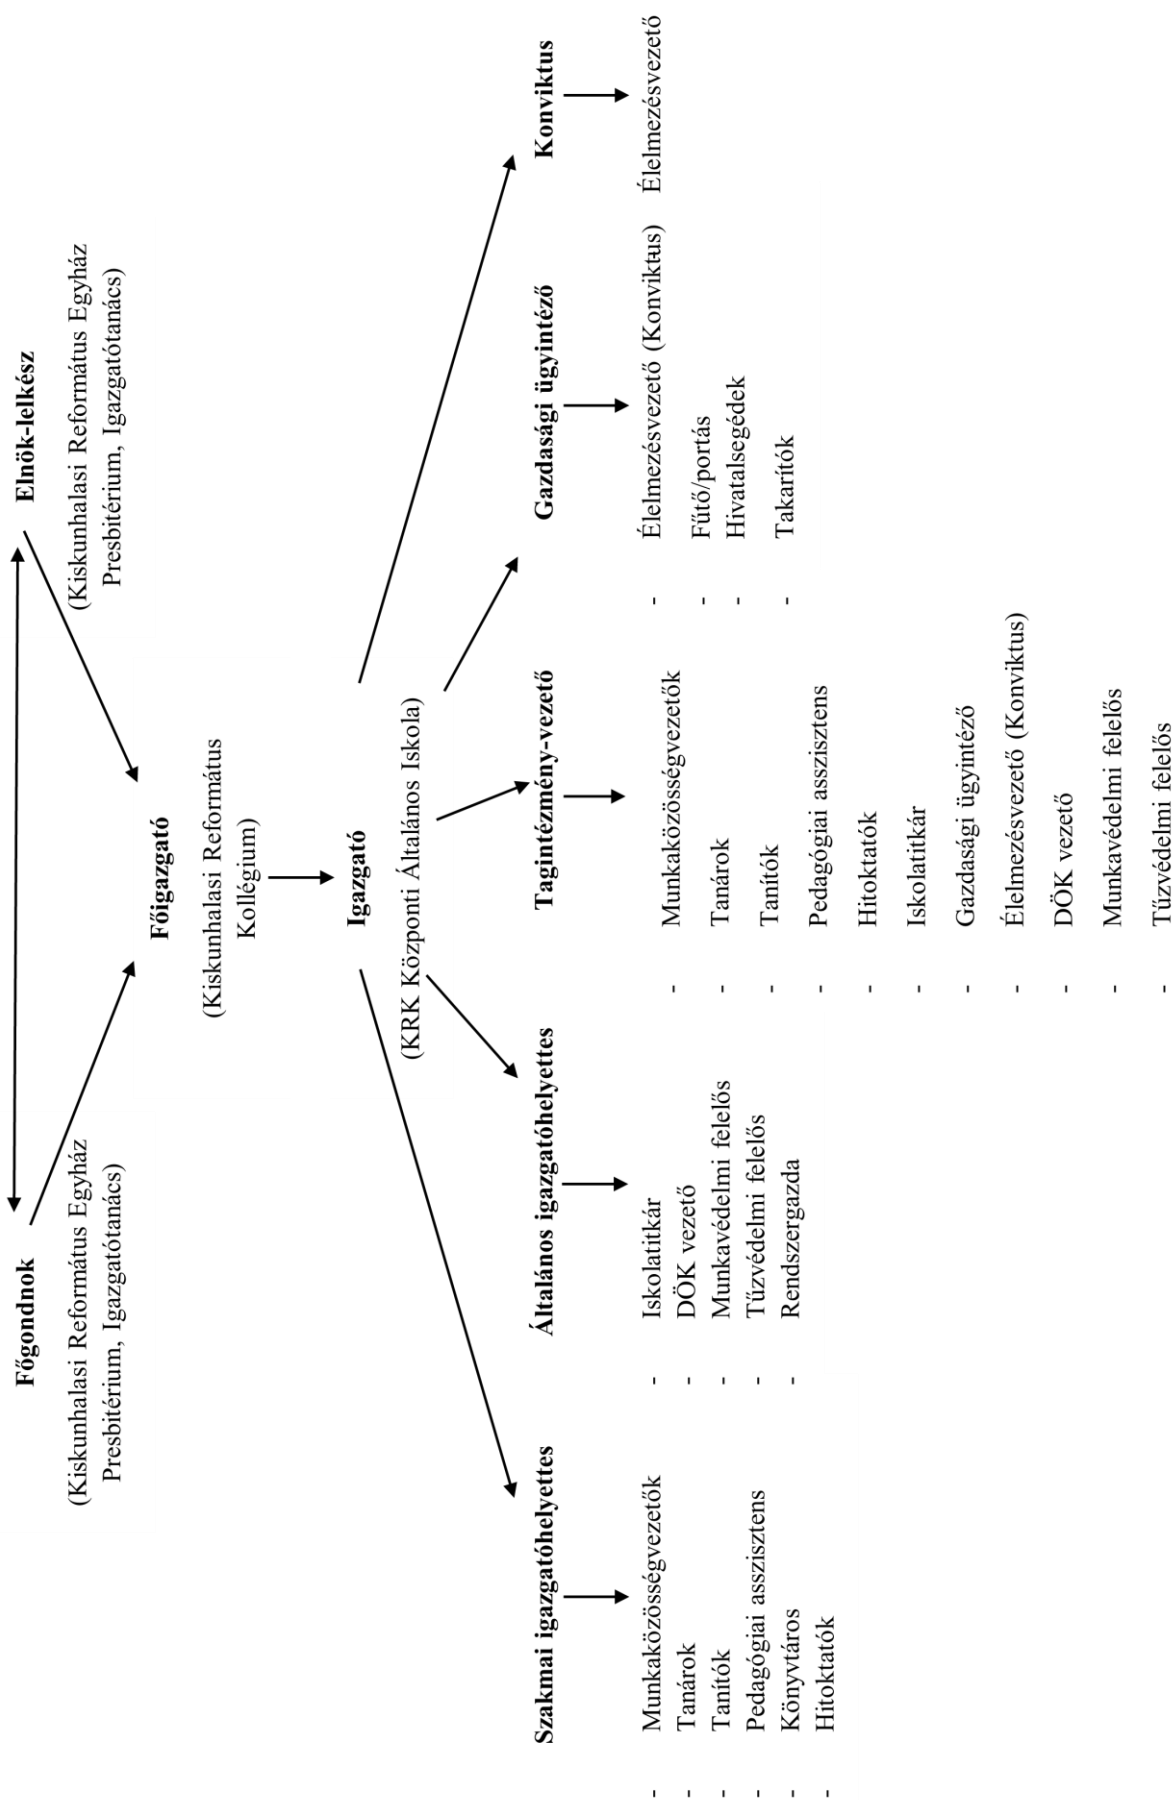 Főgondnok
(Kiskunhalasi Református Egyház
Presbitérium, Igazgatótanács)
Elnök-lelkész
(Kiskunhalasi Református Egyház
Presbitérium, Igazgatótanács)
Főigazgató
(Kiskunhalasi Református
Kollégium)
Igazgató
(KRK Központi Általános Iskola)
Szakmai igazgatóhelyettes
- Munkaközösségvezetők
- Tanárok
- Tanítók
- Pedagógiai asszisztens
- Könyvtáros
- Hitoktatók
Általános igazgatóhelyettes
- Iskolatitkár
- DÖK vezető
- Munkavédelmi felelős
- Tűzvédelmi felelős
- Rendszergazda
Tagintézmény-vezető
- Munkaközösségvezetők
- Tanárok
- Tanítók
- Pedagógiai asszisztens
- Hitoktatók
- Iskolatitkár
- Gazdasági ügyintéző
- Élelmezésvezető (Konviktus)
- DÖK vezető
- Munkavédelmi felelős
- Tűzvédelmi felelős
Gazdasági ügyintéző
- Élelmezésvezető (Konviktus)
- Fűtő/portás
- Hivatalsegédek
- Takarítók
Konviktus
Élelmezésvezető